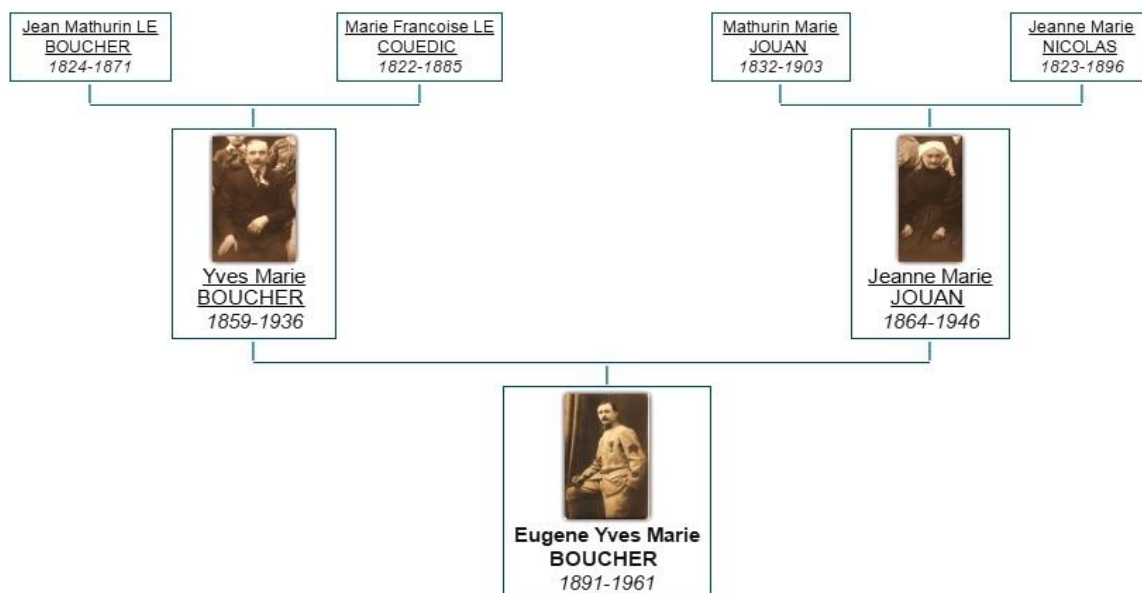 Jean Mathurin LE
BOUCHER
1824-1871
Marie Francoise LE
COUEDIC
1822-1885
Mathurin Marie
JOUAN
1832-1903
Jeanne Marie
NICOLAS
1823-1896
Yves Marie
BOUCHER
1859-1936
Jeanne Marie
JOUAN
1864-1946
Eugene Yves Marie
BOUCHER
1891-1961